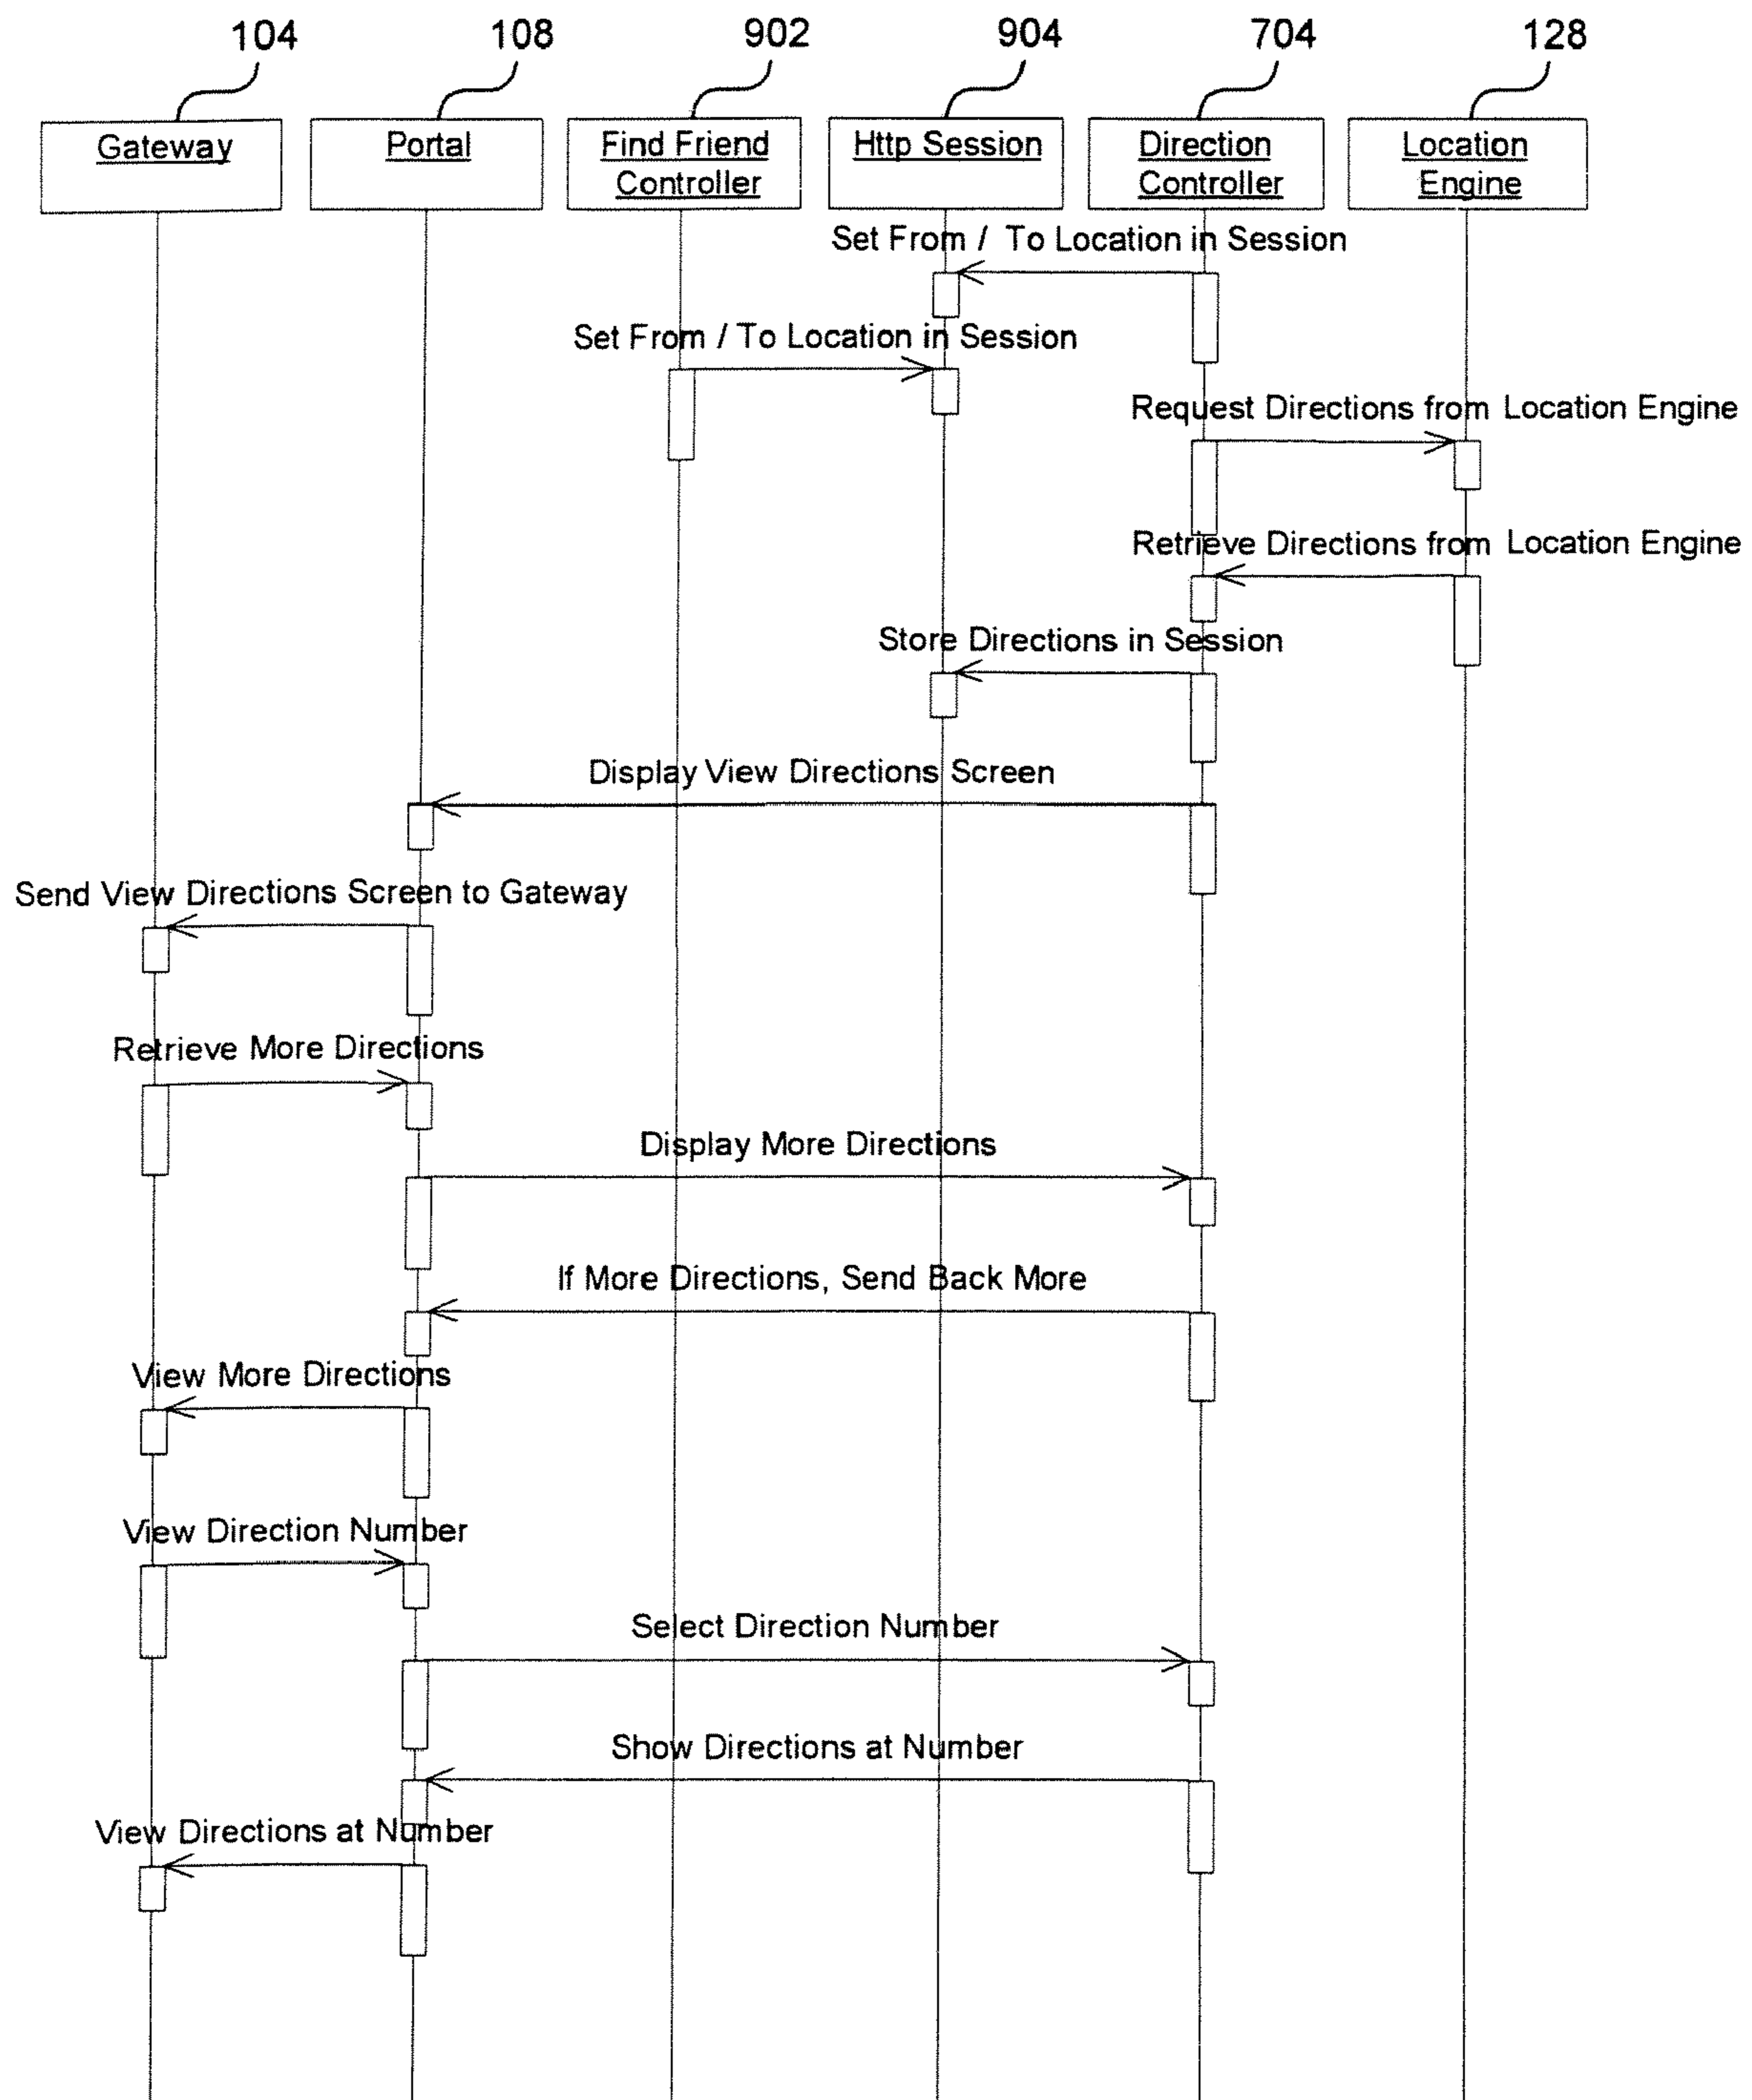 104 108 902 904 704 128
Gateway Portal Find Friend Http Session Direction Location
Controller Controller Engine
Set From / To Location in Session
Set From / To Location in Session
Request Directions from Location Engine
Retrieve Directions from Location Engine
Store Directions in Session
Display View Directions Screen
Send View Directions Screen to Gateway
Retrieve More Directions
Display More Directions
If More Directions, Send Back More
View More Directions
View Direction Number
Select Direction Number
Show Directions at Number
View Directions at Number